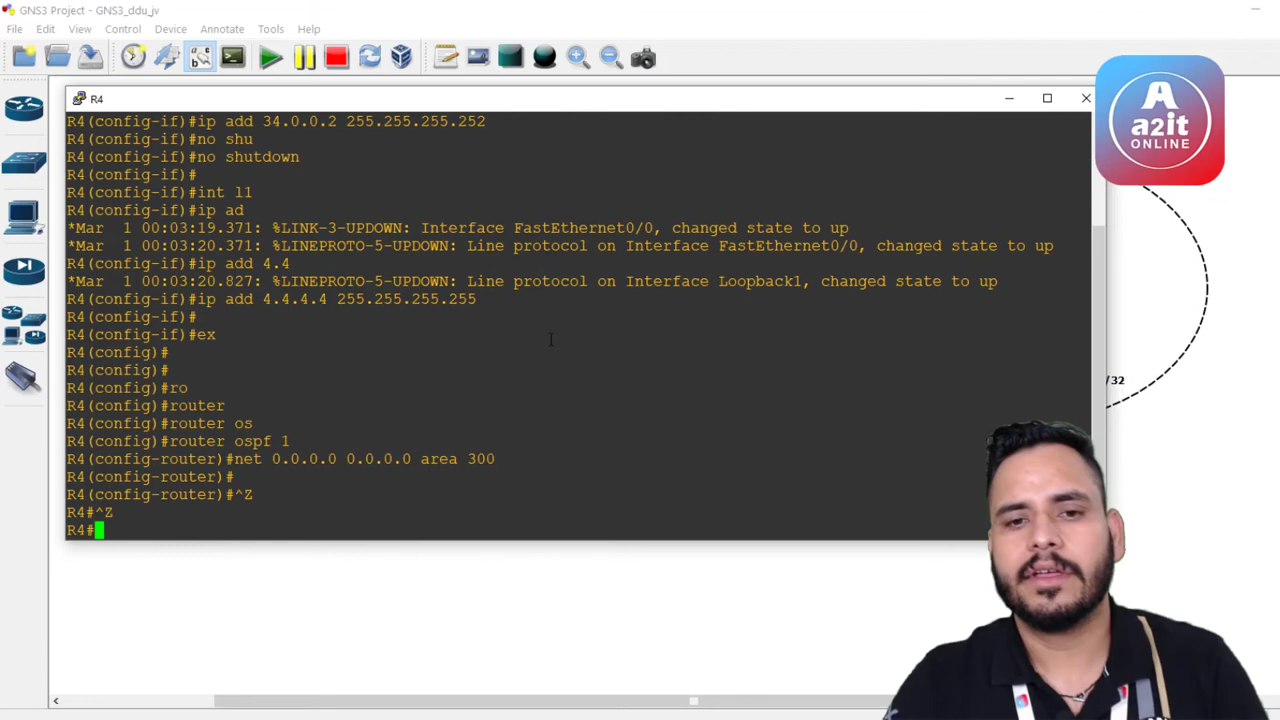 GNS3 Project - GNS3_ddu_jv
File Edit View Control Device Annotate Tools Help
R4
R4(config-if)#ip add 34.0.0.2 255.255.255.252
R4(config-if)#no shu
R4(config-if)#no shutdown
R4(config-if)#
R4(config-if)#int l1
R4(config-if)#ip ad
*Mar  1 00:03:19.371: %LINK-3-UPDOWN: Interface FastEthernet0/0, changed state to up
*Mar  1 00:03:20.371: %LINEPROTO-5-UPDOWN: Line protocol on Interface FastEthernet0/0, changed state to up
R4(config-if)#ip add 4.4
*Mar  1 00:03:20.827: %LINEPROTO-5-UPDOWN: Line protocol on Interface Loopback1, changed state to up
R4(config-if)#ip add 4.4.4.4 255.255.255.255
R4(config-if)#
R4(config-if)#ex
R4(config)#
R4(config)#
R4(config)#ro
R4(config)#router
R4(config)#router os
R4(config)#router ospf 1
R4(config-router)#net 0.0.0.0 0.0.0.0 area 300
R4(config-router)#
R4(config-router)#^Z
R4#^Z
R4#
/32
A
a2it
ONLINE